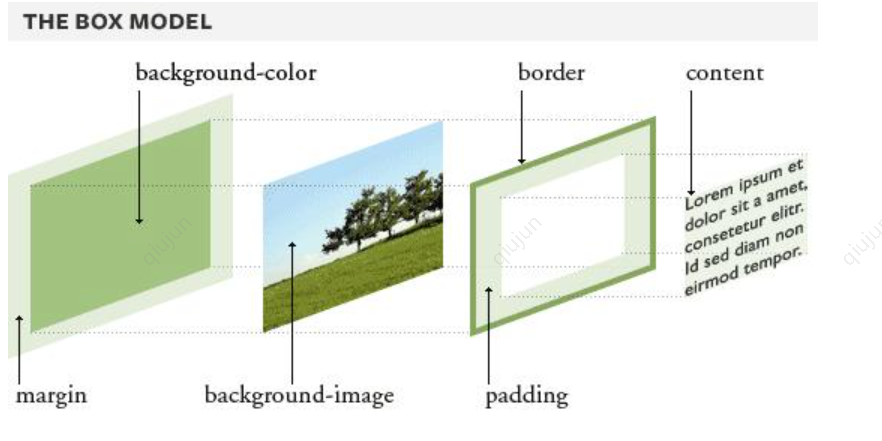 THE BOX MODEL
background-color
border
content
Lorem ipsum et
dolor sit a amet,
consetetur elitr.
Id sed diam non
eirmod tempor.
margin
background-image
padding
qiujun
qiujun
qiujun